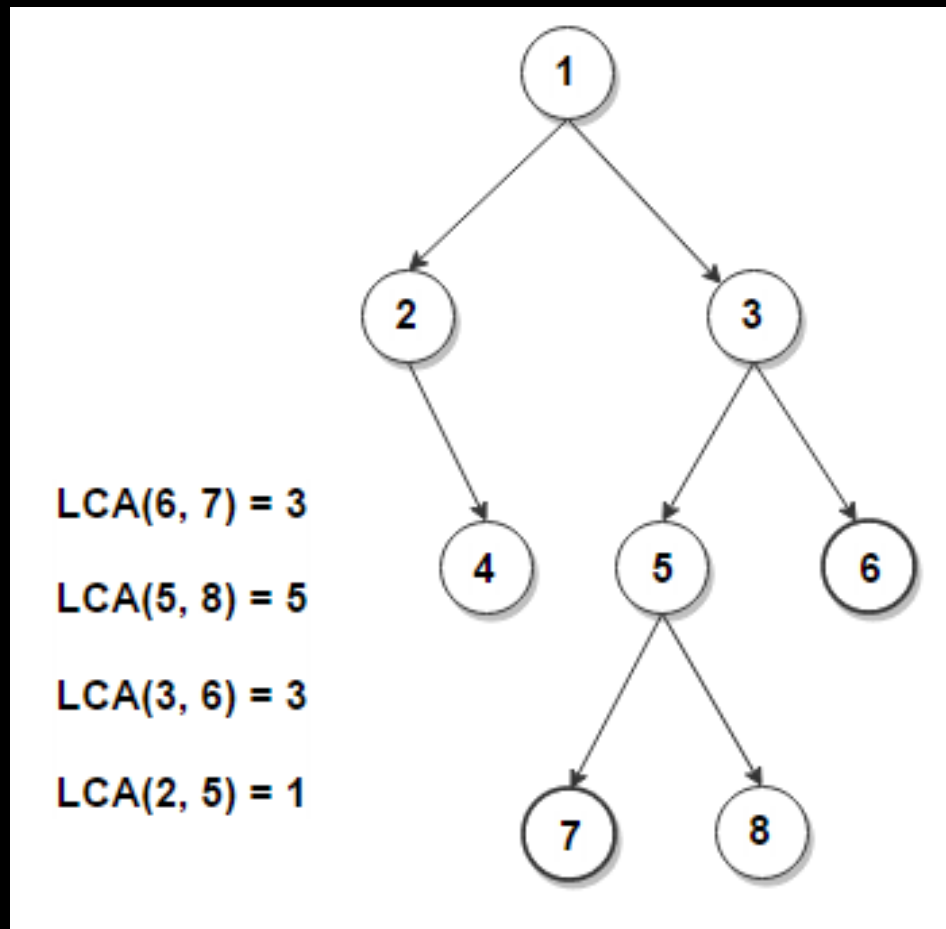 1
2
3
LCA(6, 7) = 3
4
5
6
LCA(5, 8) = 5
LCA(3, 6) = 3
LCA(2, 5) = 1
7
8